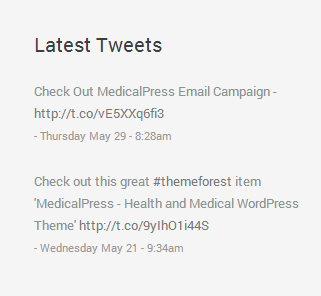 Latest Tweets
Check Out MedicalPress Email Campaign -
http://t.co/vE5XXq6fi3
- Thursday May 29 - 8:28am
Check out this great #themeforest item
'MedicalPress - Health and Medical WordPress
Theme' http://t.co/9yIhO1i44S
- Wednesday May 21 - 9:34am